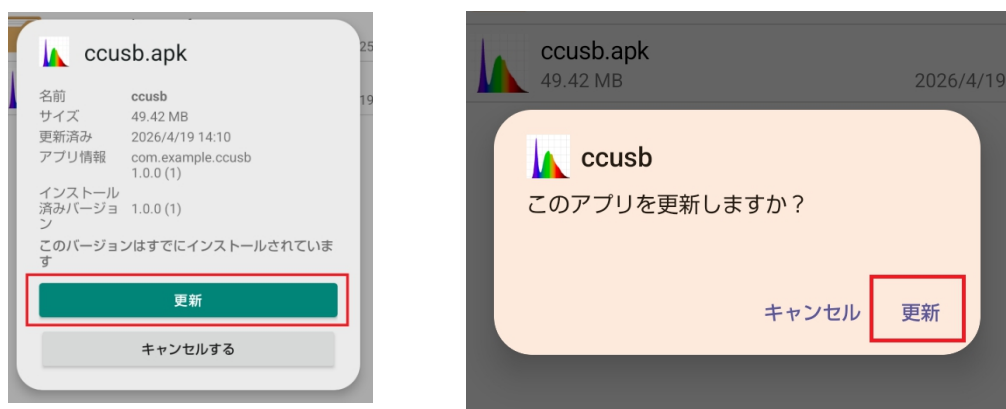 ccusb.apk
25
19
名前 ccusb
サイズ 49.42 MB
更新済み 2026/4/19 14:10
アプリ情報 com.example.ccusb
1.0.0 (1)
インストール
済みバージョ 1.0.0 (1)
ン
このバージョンはすでにインストールされていま
す
更新
キャンセルする
ccusb.apk
49.42 MB 2026/4/19
ccusb
このアプリを更新しますか？
キャンセル 更新